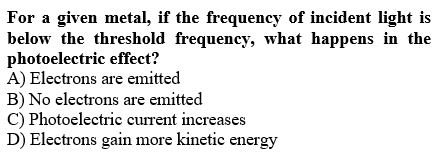 For a given metal, if the frequency of incident light is
below the threshold frequency, what happens in the
photoelectric effect?
A) Electrons are emitted
B) No electrons are emitted
C) Photoelectric current increases
D) Electrons gain more kinetic energy